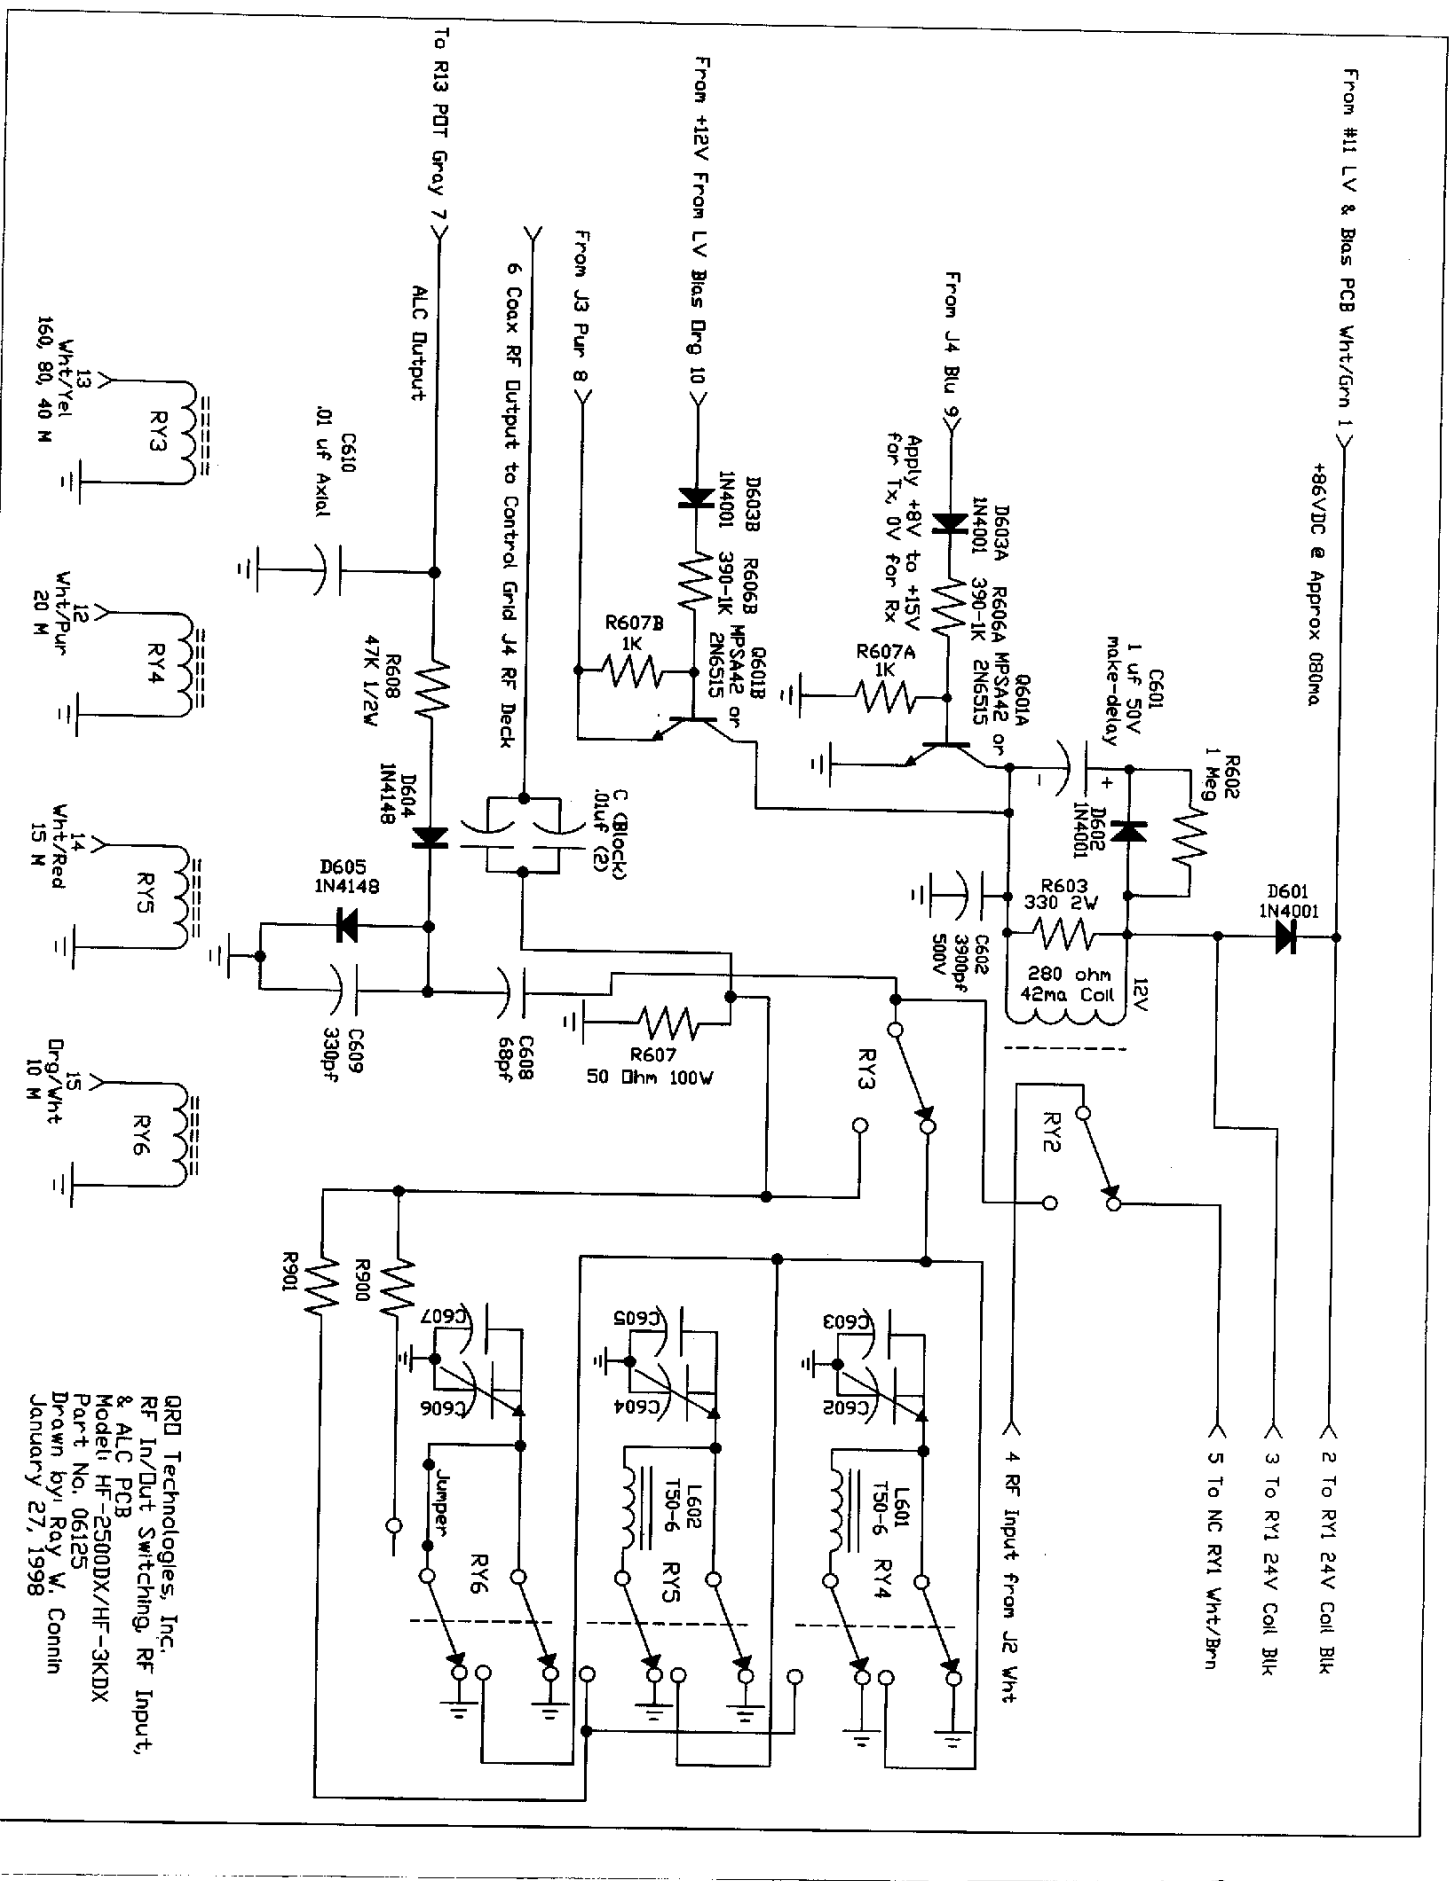 From #11 LV & Bias PCB Wht/Grn 1
+86VDC @ Approx 080ma
D601
1N4001
2 To RY1 24V Coil Blk
3 To RY1 24V Coil Blk
5 To NC RY1 Wht/Brn
4 RF Input from J2 Wht
R602
1 Meg
C601
1 uf 50V
make-delay
D602
1N4001
R603
330 2W
12V
280 ohm
42ma Coil
C602
3900pf
500V
RY2
From J4 Blu 9
Apply +8V to +15V
for Tx, 0V for Rx
D603A
1N4001
R606A
390-1K
Q601A
MPSA42 or
2N6515
R607A
1K
From +12V From LV Bias Org 10
D603B
1N4001
R606B
390-1K
Q601B
MPSA42 or
2N6515
R607B
1K
From J3 Pur 8
6 Coax RF Output to Control Grid J4 RF Deck
C (Block)
.01uf (2)
To R13 POT Gray 7
ALC Output
R608
47K 1/2W
D604
1N4148
D605
1N4148
C610
.01 uf Axial
C609
330pf
C608
68pf
R607
50 Ohm 100W
RY3
C603
C602
L601
T50-6
RY4
C605
C604
L602
T50-6
RY5
C607
C606
Jumper
RY6
R900
R901
RY3
13
Wht/Yel
160, 80, 40 M
RY4
12
Wht/Pur
20 M
RY5
14
Wht/Red
15 M
RY6
15
Org/Wht
10 M
QRO Technologies, Inc.
RF In/Out Switching, RF Input,
& ALC PCB
Model: HF-2500DX/HF-3KDX
Part No. 06125
Drawn by: Ray W. Connin
January 27, 1998